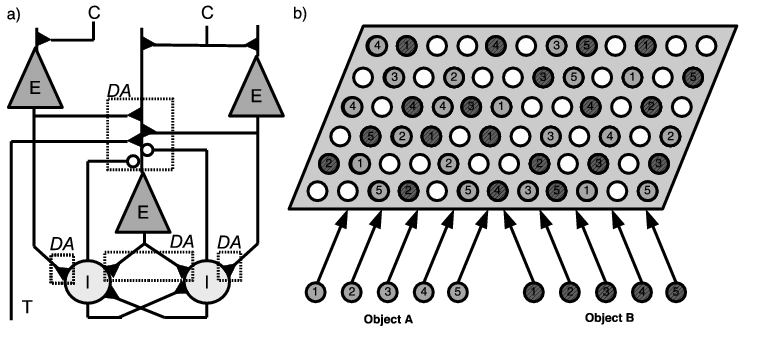 a) C C b)
E E
DA
E
DA DA DA
I I
T
4 1 4 3 5 1
3 2 3 5 1 5
4 4 4 3 1 4 2
5 2 1 1 3 4 2
2 1 2 2 3 3
5 2 5 4 3 5 1 5
1 2 3 4 5 1 2 3 4 5
Object A Object B